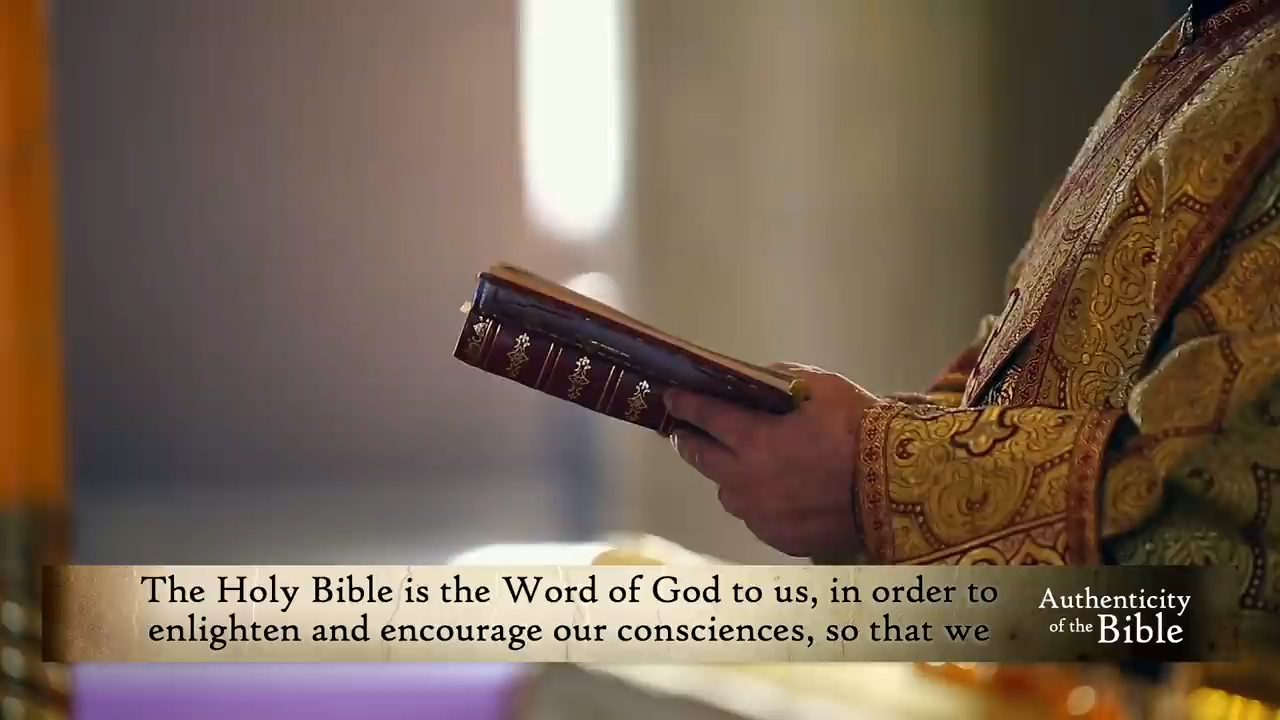 The Holy Bible is the Word of God to us, in order to
enlighten and encourage our consciences, so that we
Authenticity
of the Bible